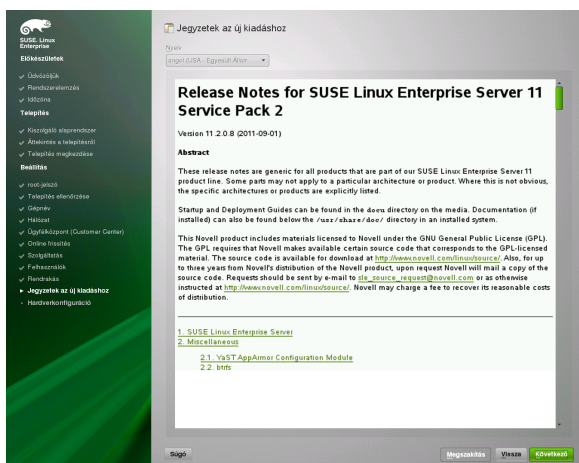 SUSE. Linux
Enterprise
Előkészületek
Üdvözöljük
Rendszerelemzés
Időzóna
Telepítés
Kiszolgáló alaprendszer
Áttekintés a telepítésről
Telepítés megkezdése
Beállítás
root-jelszó
Telepítés ellenőrzése
Gépnév
Hálózat
Ügyfélközpont (Customer Center)
Online frissítés
Szolgáltatás
Felhasználók
Rendrakás
Jegyzetek az új kiadáshoz
Hardverkonfiguráció
Jegyzetek az új kiadáshoz
Nyelv
angol (USA - Egyesült Állar
Release Notes for SUSE Linux Enterprise Server 11
Service Pack 2
Version 11.2.0.8 (2011-09-01)
Abstract
These release notes are generic for all products that are part of our SUSE Linux Enterprise Server 11
product line. Some parts may not apply to a particular architecture or product. Where this is not obvious,
the specific architectures or products are explicitly listed.
Startup and Deployment Guides can be found in the docu directory on the media. Documentation (if
installed) can also be found below the /usr/share/doc/ directory in an installed system.
This Novell product includes materials licensed to Novell under the GNU General Public License (GPL).
The GPL requires that Novell makes available certain source code that corresponds to the GPL-licensed
material. The source code is available for download at http://www.novell.com/linux/source/. Also, for up
to three years from Novell's distribution of the Novell product, upon request Novell will mail a copy of the
source code. Requests should be sent by e-mail to sle_source_request@novell.com or as otherwise
instructed at http://www.novell.com/linux/source/. Novell may charge a fee to recover its reasonable costs
of distribution.
1. SUSE Linux Enterprise Server
2. Miscellaneous
2.1. YaST AppArmor Configuration Module
2.2. btrfs
Súgó
Megszakítás
Vissza
Következő